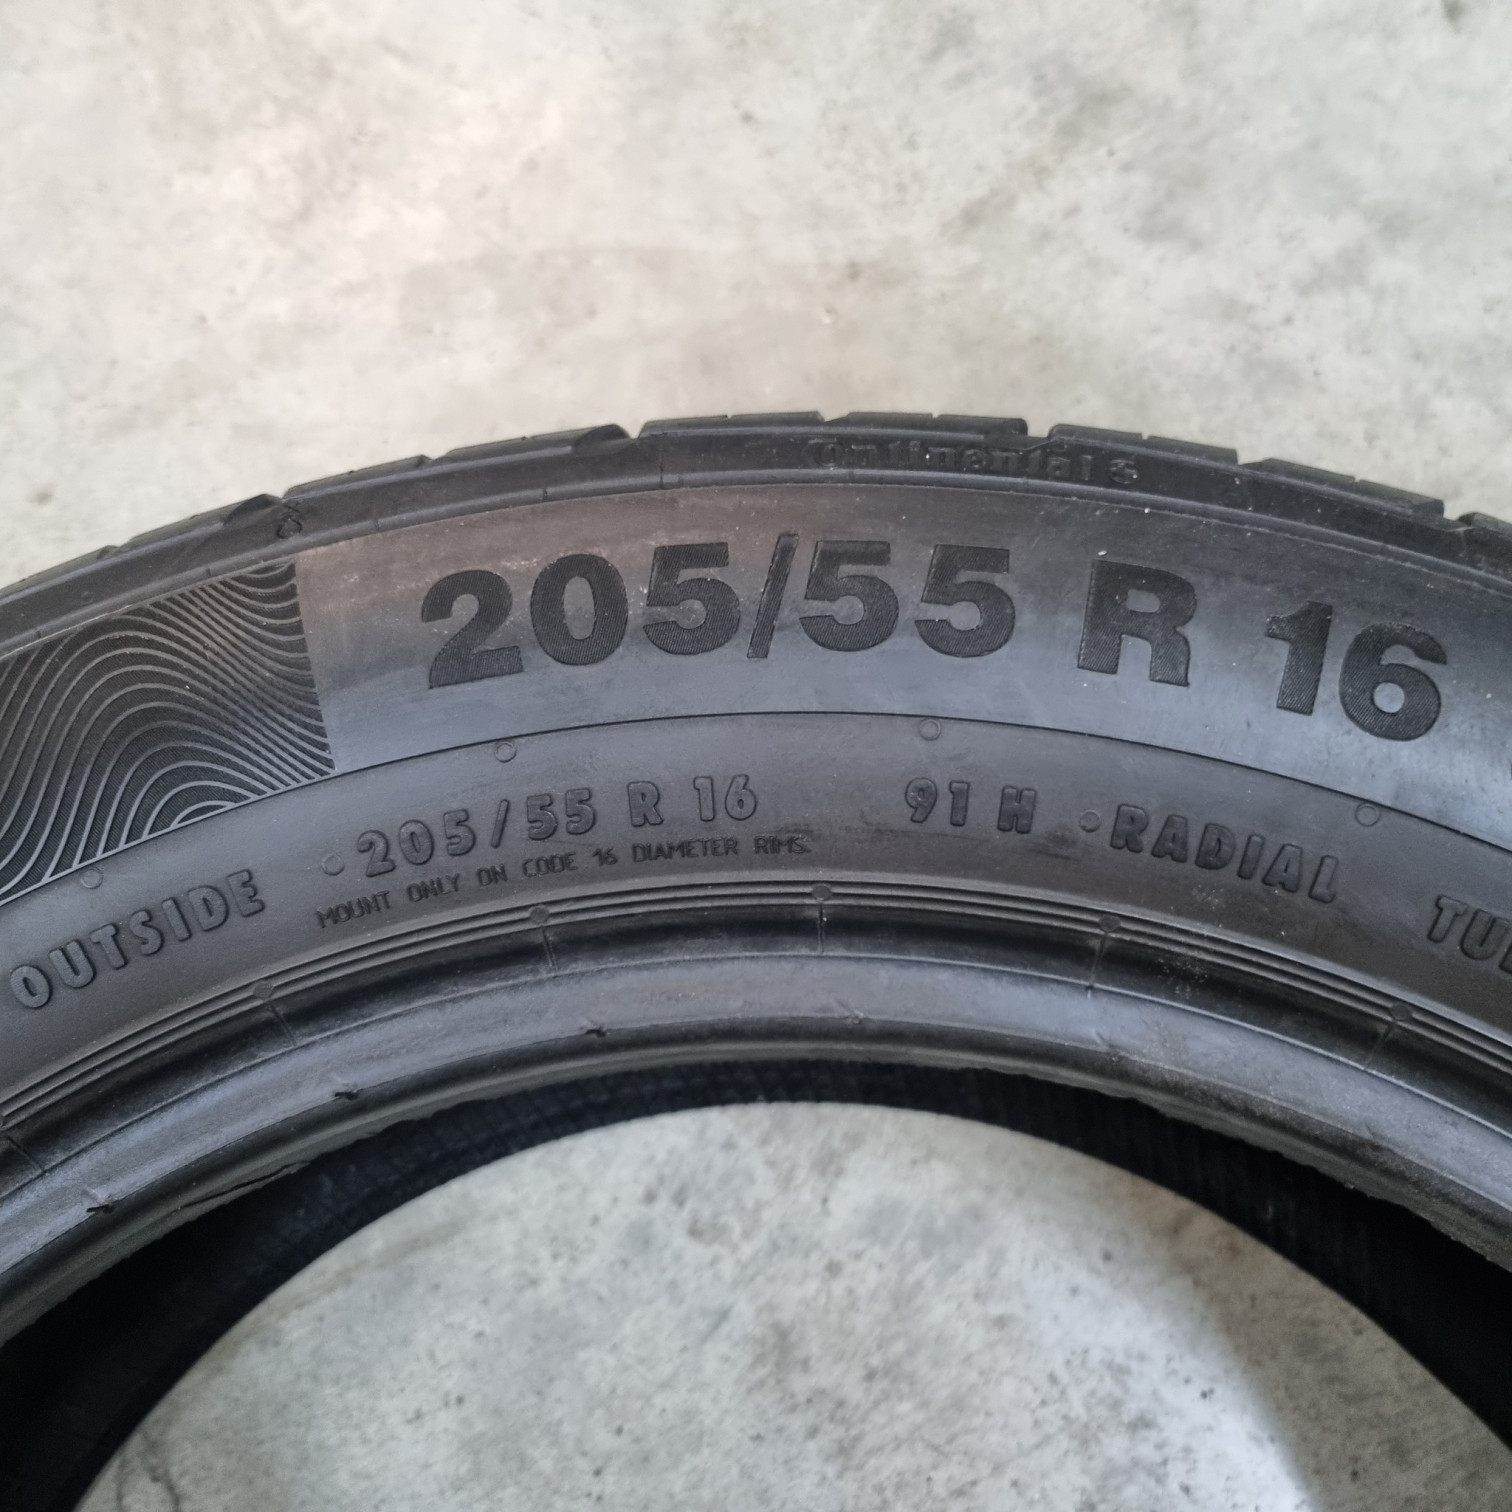 Continental
205/55 R 16
OUTSIDE • 205/55 R 16 91 H • RADIAL
MOUNT ONLY ON CODE 16 DIAMETER RIMS.